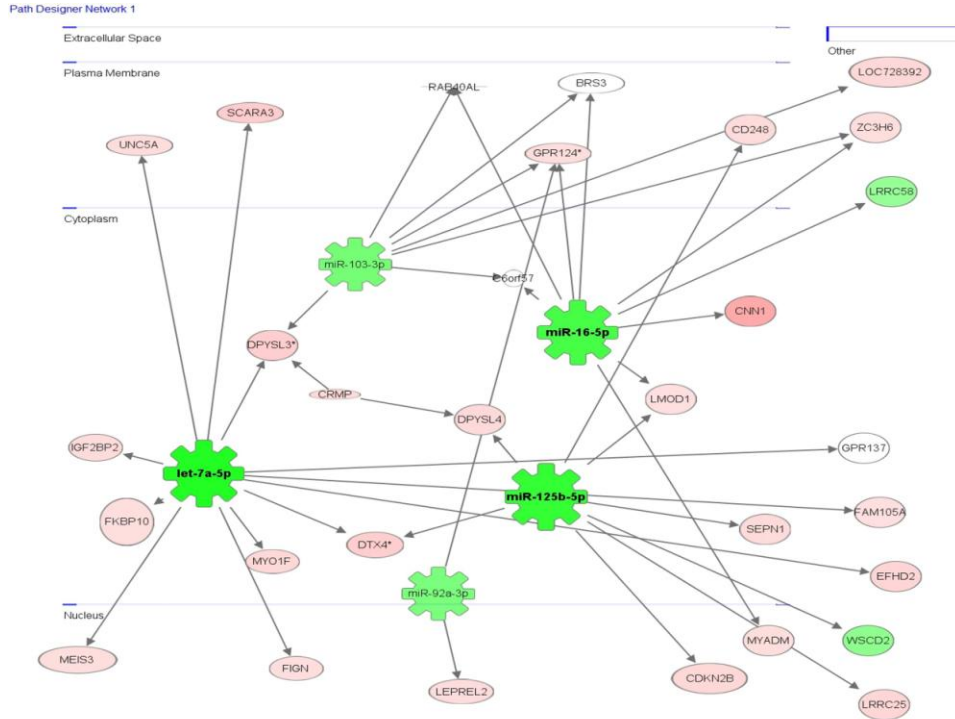 Path Designer Network 1
Extracellular Space
Other
Plasma Membrane
LOC728392
RAB40AL
BRS3
SCARA3
CD248
ZC3H6
UNC5A
GPR124*
LRRC58
Cytoplasm
miR-103-3p
C6orf57
CNN1
miR-16-5p
DPYSL3*
CRMP
LMOD1
DPYSL4
IGF2BP2
GPR137
let-7a-5p
miR-125b-5p
FAM105A
FKBP10
SEPN1
DTX4*
MYO1F
EFHD2
miR-92a-3p
Nucleus
MYADM
WSCD2
MEIS3
FIGN
CDKN2B
LEPREL2
LRRC25